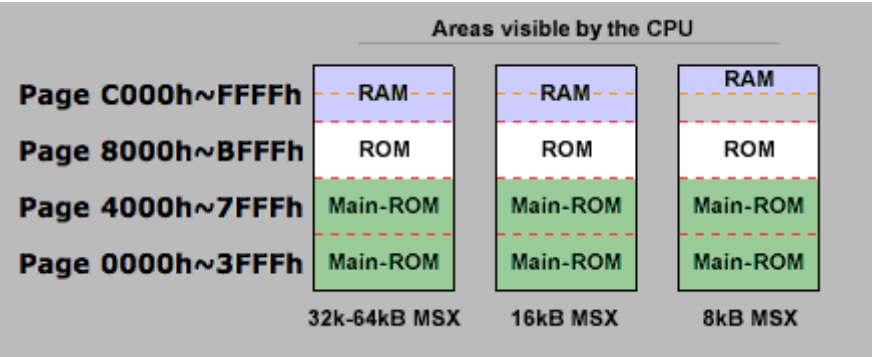 Areas visible by the CPU
Page C000h~FFFFh RAM RAM RAM
Page 8000h~BFFFh ROM ROM ROM
Page 4000h~7FFFh Main-ROM Main-ROM Main-ROM
Page 0000h~3FFFh Main-ROM Main-ROM Main-ROM
32k-64kB MSX 16kB MSX 8kB MSX